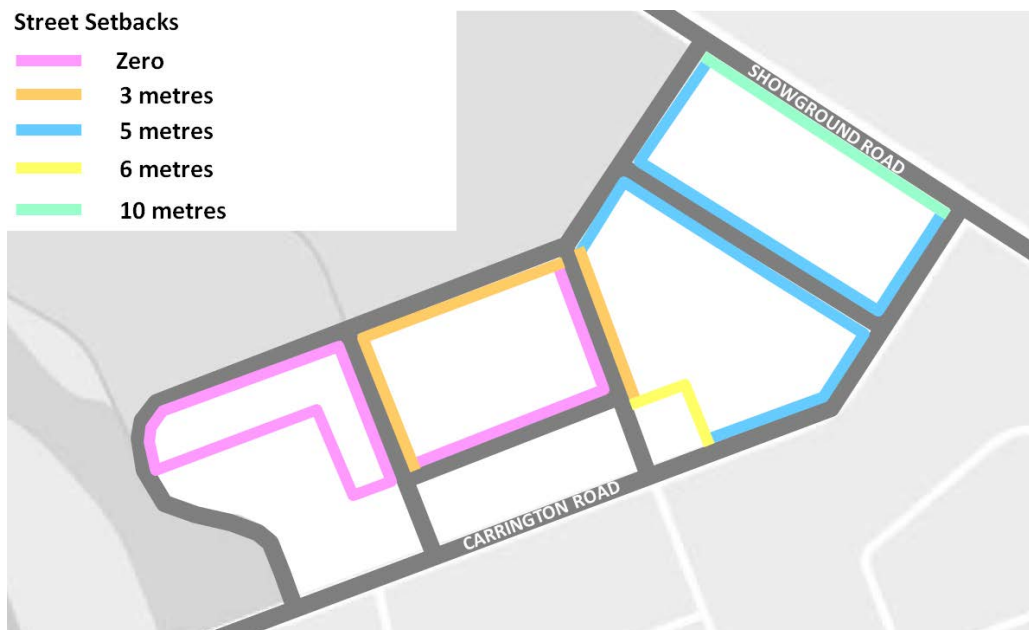 Street Setbacks
Zero
3 metres
5 metres
6 metres
10 metres
SHOWGROUND ROAD
CARRINGTON ROAD